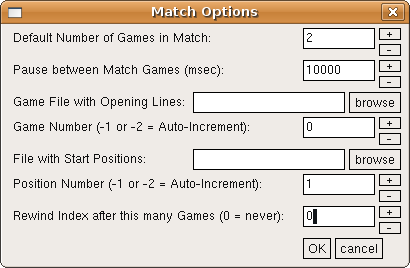 Match Options
Default Number of Games in Match: 2 + -
Pause between Match Games (msec): 10000 + -
Game File with Opening Lines: browse
Game Number (-1 or -2 = Auto-Increment): 0 + -
File with Start Positions: browse
Position Number (-1 or -2 = Auto-Increment): 1 + -
Rewind Index after this many Games (0 = never): 0 + -
OK cancel